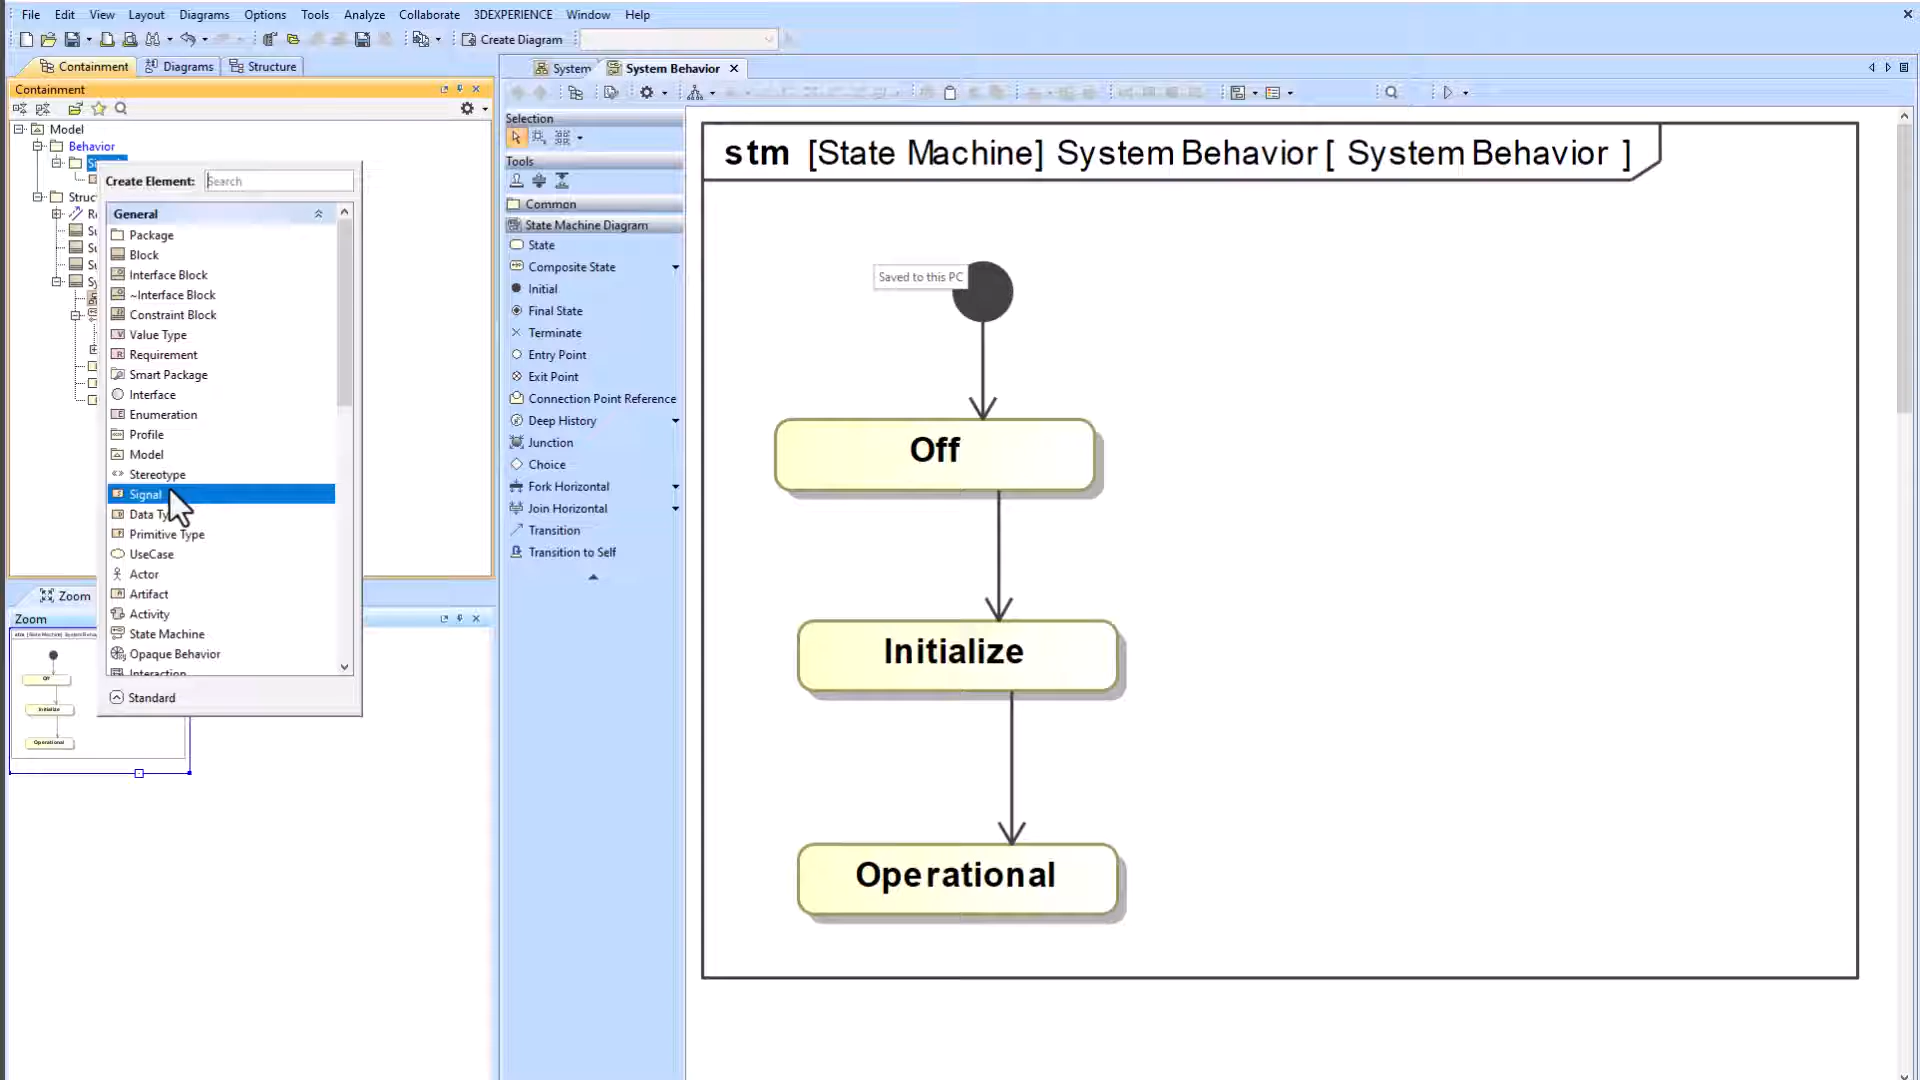 File Edit View Layout Diagrams Options Tools Analyze Collaborate 3DEXPERIENCE Window Help
Create Diagram
Containment Diagrams Structure
System System Behavior
Containment
Model
Behavior
Create Element: Search
General
Package
Block
Interface Block
~Interface Block
Constraint Block
Value Type
Requirement
Smart Package
Interface
Enumeration
Profile
Model
Stereotype
Signal
Data
Primitive Type
UseCase
Actor
Artifact
Activity
State Machine
Opaque Behavior
Interaction
Standard
Zoom
Zoom
Off
Initialize
Operational
Selection
Tools
Common
State Machine Diagram
State
Composite State
Initial
Final State
Terminate
Entry Point
Exit Point
Connection Point Reference
Deep History
Junction
Choice
Fork Horizontal
Join Horizontal
Transition
Transition to Self
stm [State Machine] System Behavior [ System Behavior ]
Saved to this PC
Off
Initialize
Operational